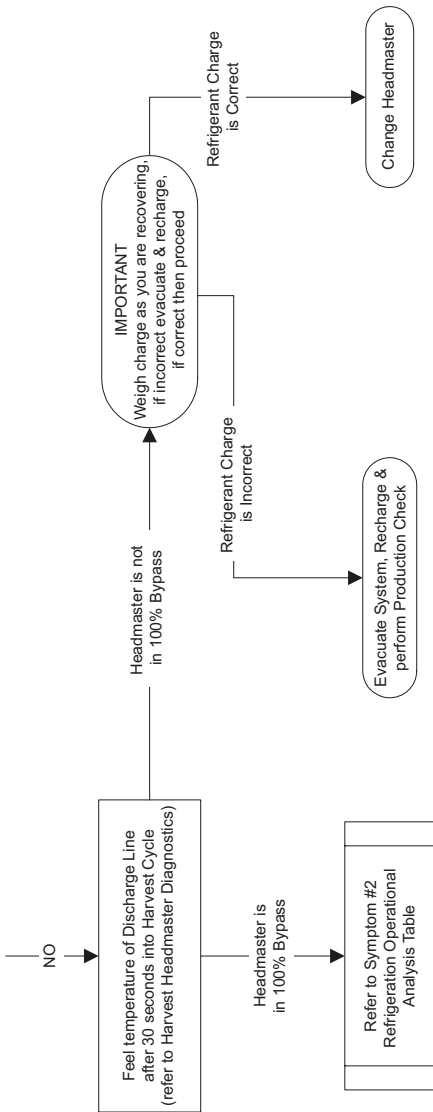 NO
Feel temperature of Discharge Line
after 30 seconds into Harvest Cycle
(refer to Harvest Headmaster Diagnostics)
Headmaster is not
in 100% Bypass
IMPORTANT
Weigh charge as you are recovering,
if incorrect evacuate & recharge,
if correct then proceed
Refrigerant Charge
is Correct
Change Headmaster
Refrigerant Charge
is Incorrect
Evacuate System, Recharge &
perform Production Check
Headmaster is
in 100% Bypass
Refer to Symptom #2
Refrigeration Operational
Analysis Table